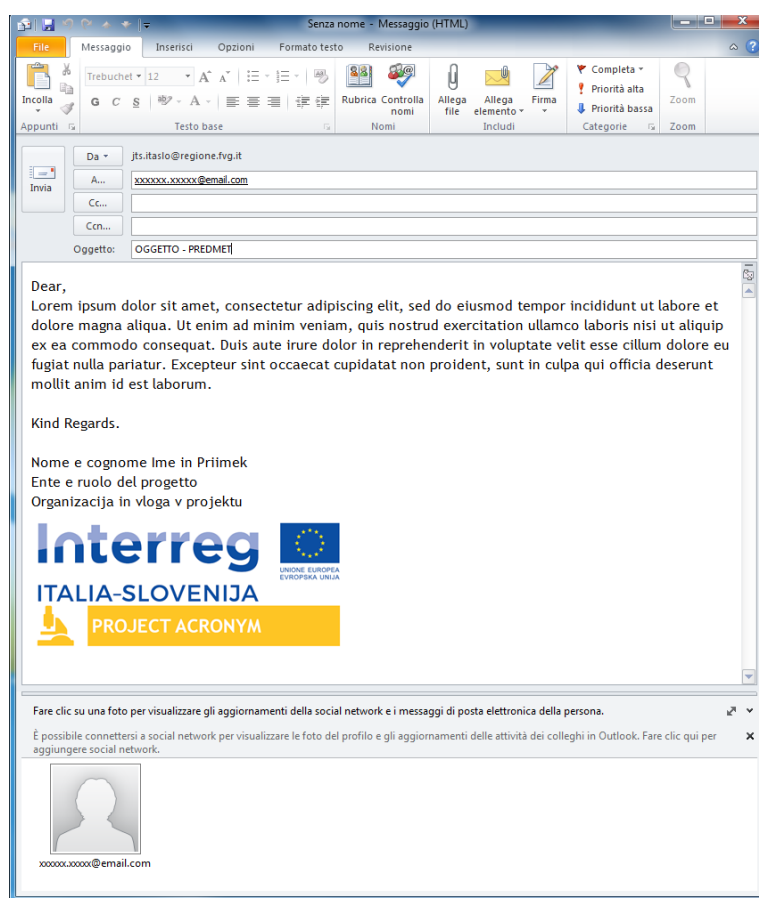 Senza nome - Messaggio (HTML)
File Messaggio Inserisci Opzioni Formato testo Revisione
Incolla
Appunti
Trebuchet 12
G C S
Testo base
Rubrica Controlla nomi
Nomi
Allega file Allega elemento Firma
Includi
Completa
Priorità alta
Priorità bassa
Categorie
Zoom
Zoom
Invia
Da jts.itaslo@regione.fvg.it
A... xxxxxx.xxxxx@email.com
Cc...
Ccn...
Oggetto: OGGETTO - PREDMET
Dear,
Lorem ipsum dolor sit amet, consectetur adipiscing elit, sed do eiusmod tempor incididunt ut labore et
dolore magna aliqua. Ut enim ad minim veniam, quis nostrud exercitation ullamco laboris nisi ut aliquip
ex ea commodo consequat. Duis aute irure dolor in reprehenderit in voluptate velit esse cillum dolore eu
fugiat nulla pariatur. Excepteur sint occaecat cupidatat non proident, sunt in culpa qui officia deserunt
mollit anim id est laborum.
Kind Regards.
Nome e cognome Ime in Priimek
Ente e ruolo del progetto
Organizacija in vloga v projektu
Interreg
UNIONE EUROPEA
EVROPSKA UNIJA
ITALIA-SLOVENIJA
PROJECT ACRONYM
Fare clic su una foto per visualizzare gli aggiornamenti della social network e i messaggi di posta elettronica della persona.
È possibile connettersi a social network per visualizzare le foto del profilo e gli aggiornamenti delle attività dei colleghi in Outlook. Fare clic qui per
aggiungere social network.
xxxxxx.xxxxx@email.com